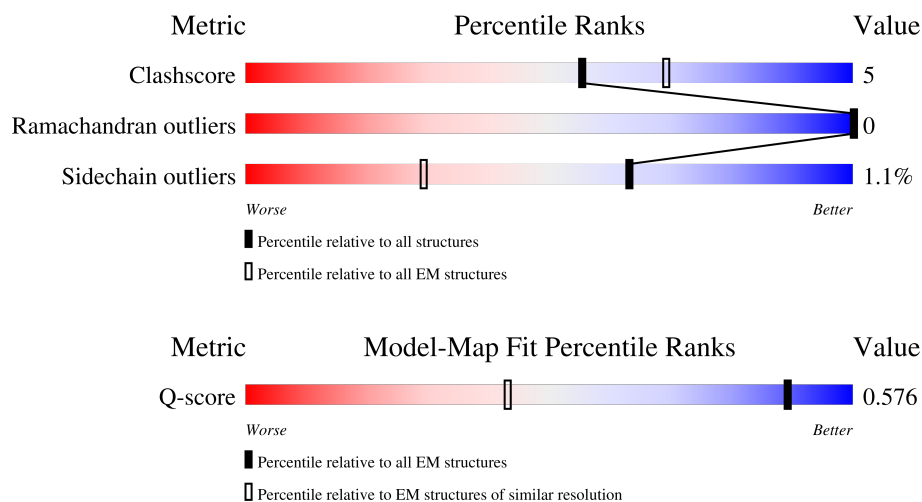 Metric Percentile Ranks Value
Clashscore 5
Ramachandran outliers 0
Sidechain outliers 1.1%
Worse Better
Percentile relative to all structures
Percentile relative to all EM structures
Metric Model-Map Fit Percentile Ranks Value
Q-score 0.576
Worse Better
Percentile relative to all EM structures
Percentile relative to EM structures of similar resolution